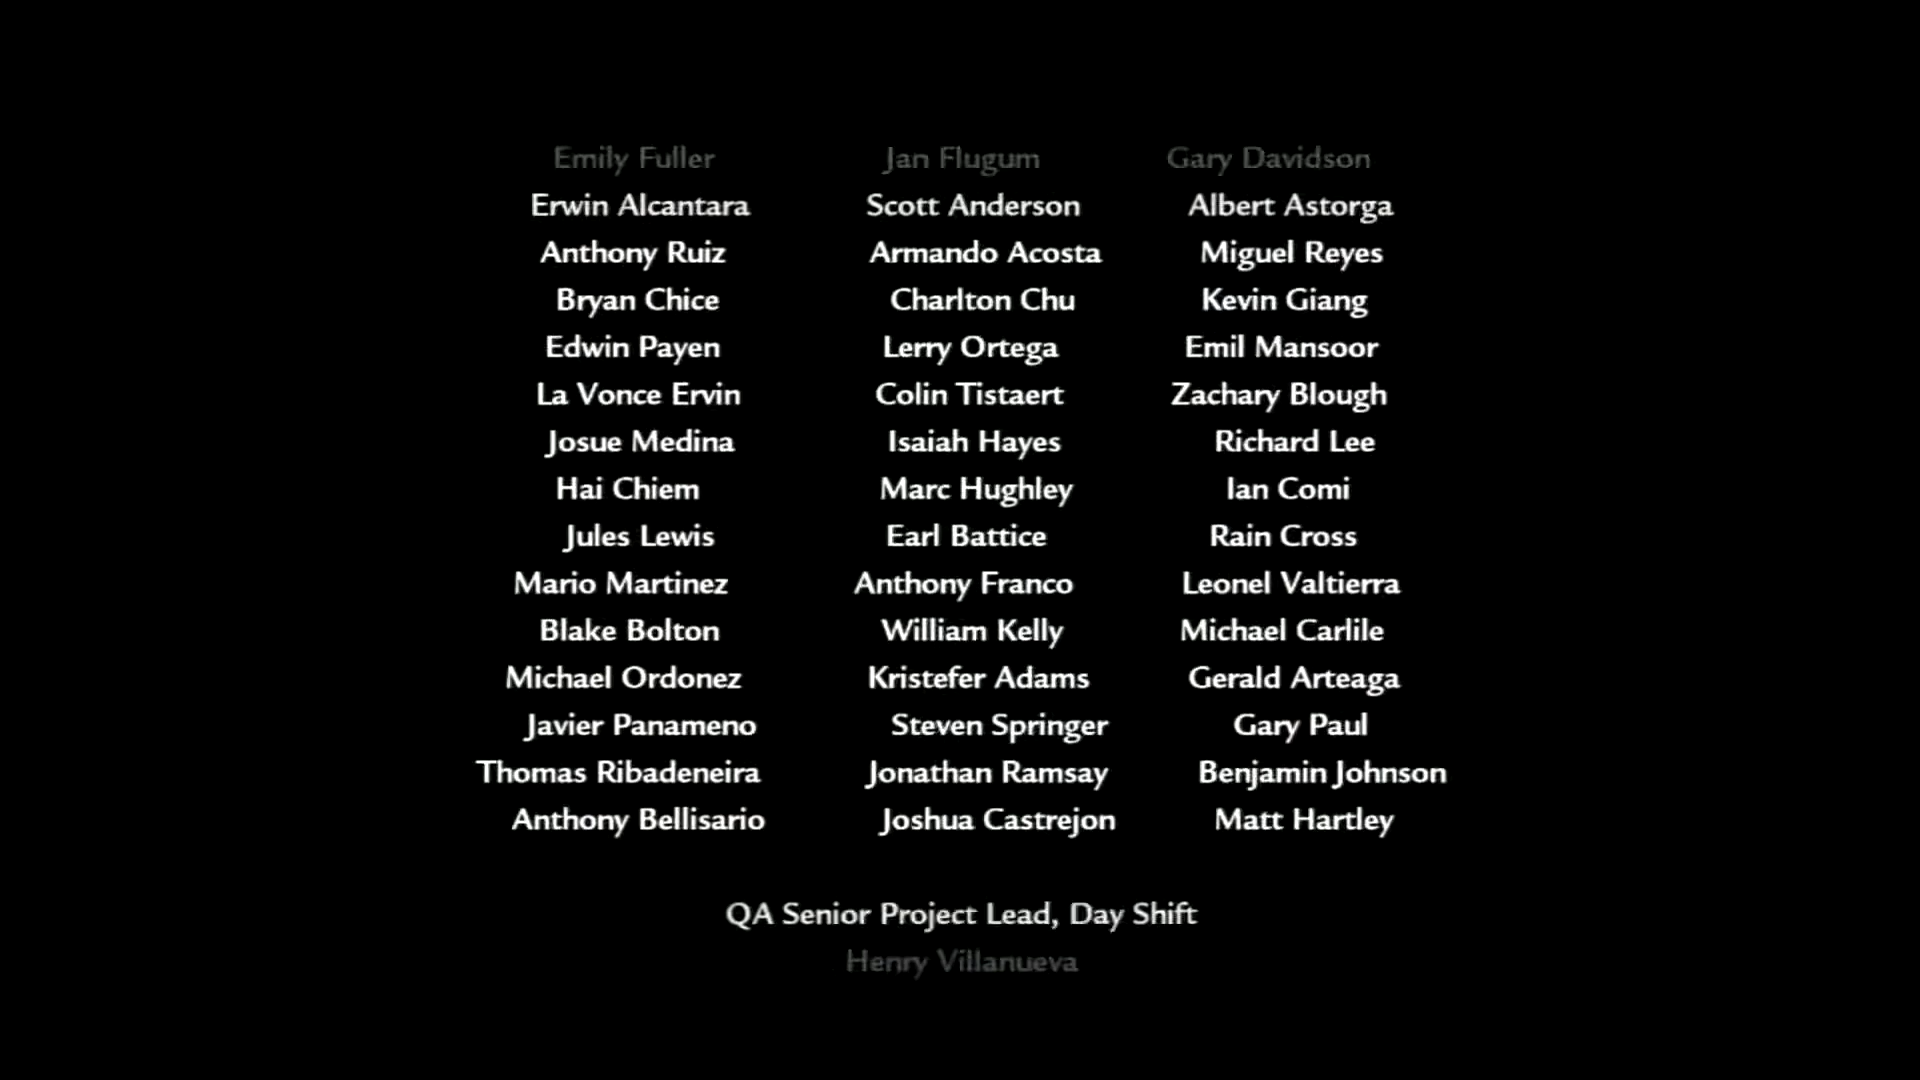 Emily Fuller Jan Flugum Gary Davidson
Erwin Alcantara Scott Anderson Albert Astorga
Anthony Ruiz Armando Acosta Miguel Reyes
Bryan Chice Charlton Chu Kevin Giang
Edwin Payen Lerry Ortega Emil Mansoor
La Vonce Ervin Colin Tistaert Zachary Blough
Josue Medina Isaiah Hayes Richard Lee
Hai Chiem Marc Hughley Ian Comi
Jules Lewis Earl Battice Rain Cross
Mario Martinez Anthony Franco Leonel Valtierra
Blake Bolton William Kelly Michael Carlile
Michael Ordonez Kristefer Adams Gerald Arteaga
Javier Panameno Steven Springer Gary Paul
Thomas Ribadeneira Jonathan Ramsay Benjamin Johnson
Anthony Bellisario Joshua Castrejon Matt Hartley
QA Senior Project Lead, Day Shift
Henry Villanueva